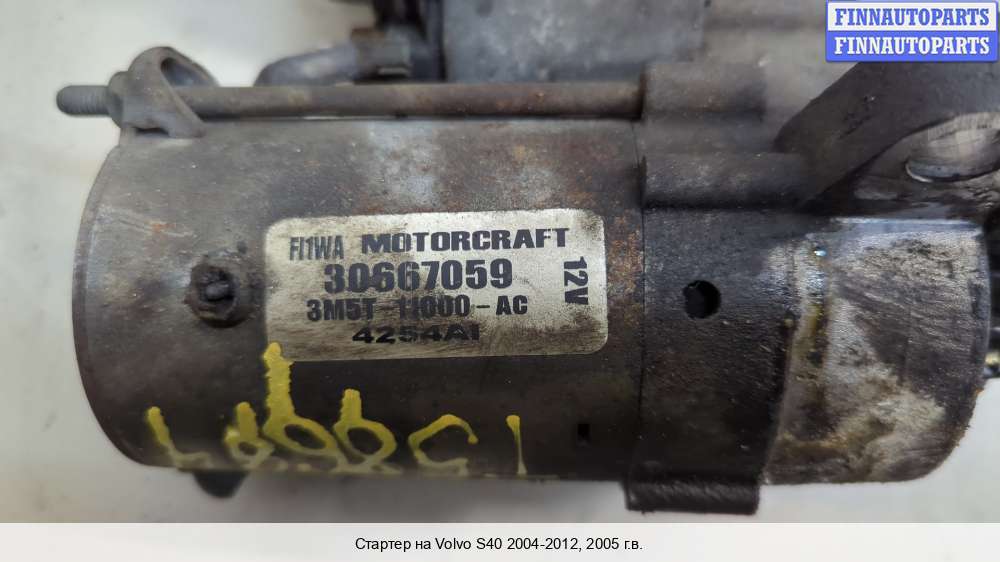 FINNAUTOPARTS
FINNAUTOPARTS
FI1WA MOTORCRAFT
30667059
12V
3M5T-11000-AC
4254AI
Стартер на Volvo S40 2004-2012, 2005 г.в.